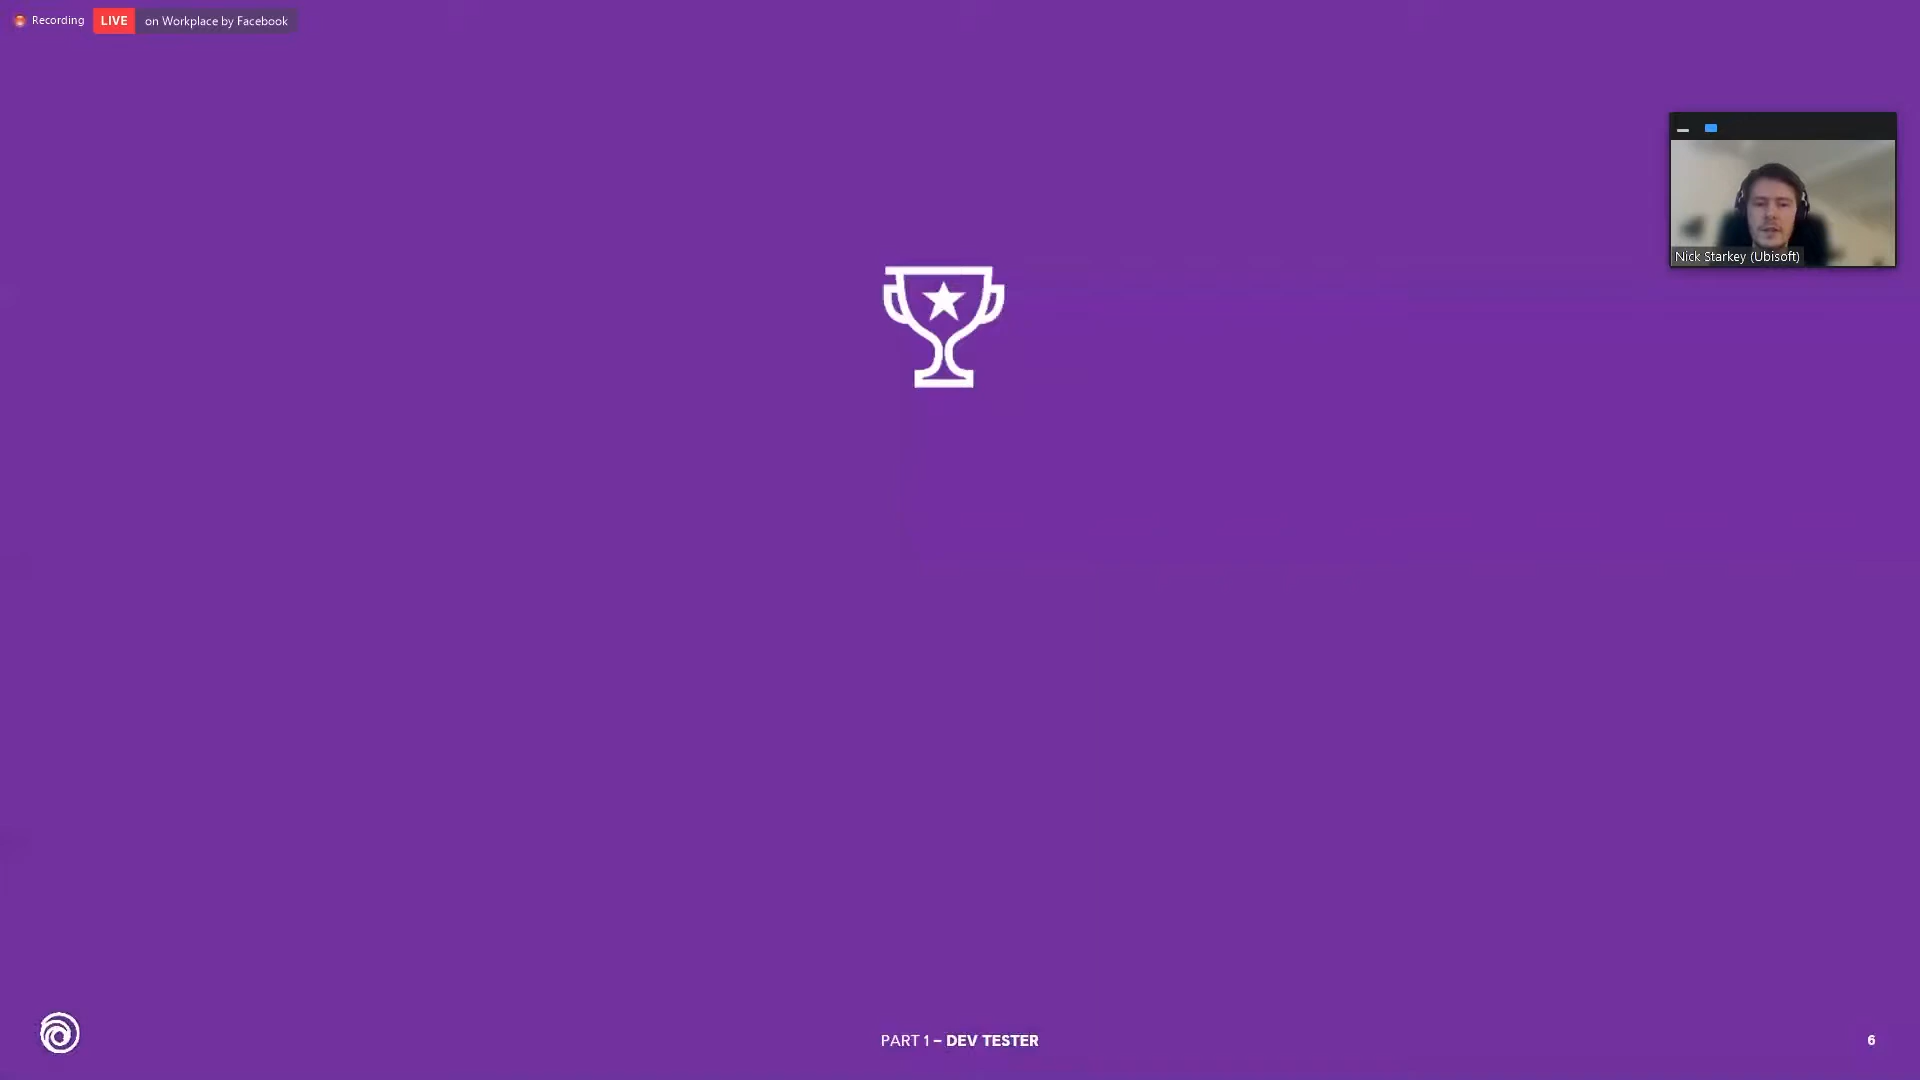 Recording
LIVE on Workplace by Facebook
Nick Starkey (Ubisoft)
PART 1 – DEV TESTER
6